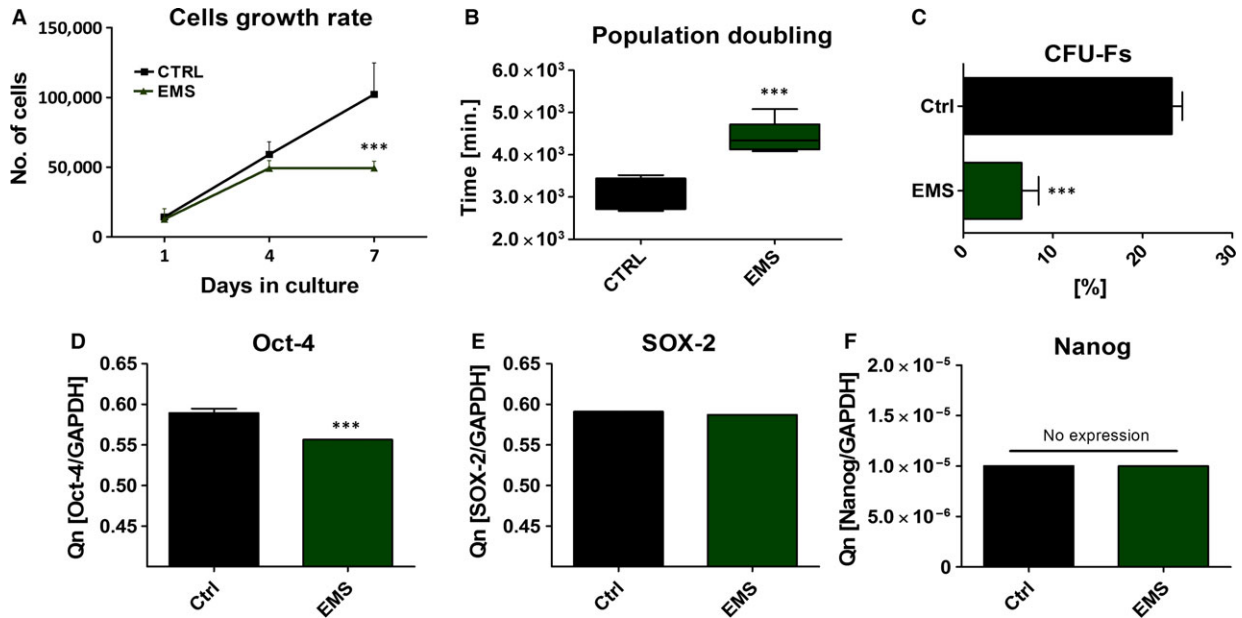 A
Cells growth rate
150,000
100,000
50,000
0
No. of cells
CTRL
EMS
***
1
4
7
Days in culture
B
Population doubling
6.0 × 10³
5.0 × 10³
4.0 × 10³
3.0 × 10³
2.0 × 10³
Time [min.]
***
CTRL
EMS
C
CFU-Fs
Ctrl
EMS
***
0
10
20
30
[%]
D
Oct-4
0.65
0.60
0.55
0.50
0.45
Qn [Oct-4/GAPDH]
***
Ctrl
EMS
E
SOX-2
0.65
0.60
0.55
0.50
0.45
Qn [SOX-2/GAPDH]
Ctrl
EMS
F
Nanog
2.0 × 10⁻⁵
1.5 × 10⁻⁵
1.0 × 10⁻⁵
5.0 × 10⁻⁶
0
Qn [Nanog/GAPDH]
No expression
Ctrl
EMS